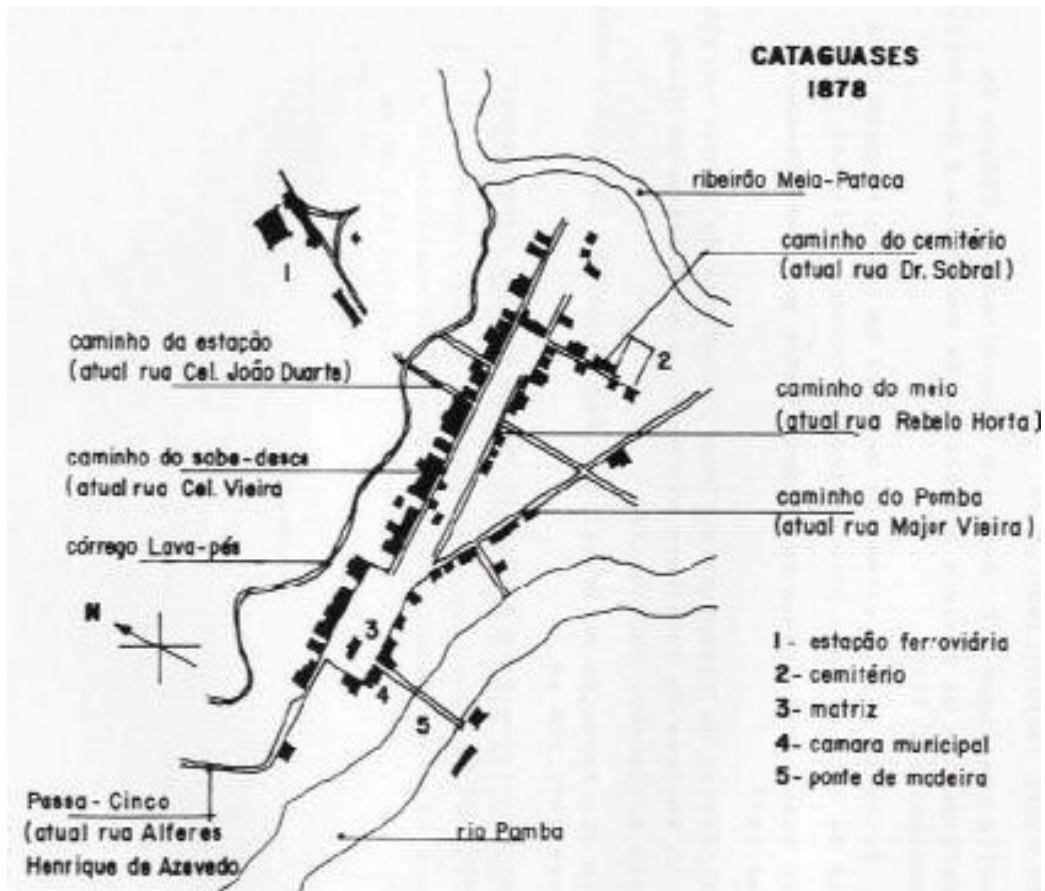 CATAGUASES
1878
ribeirão Meia-Pataca
caminho do cemitério
(atual rua Dr. Sobral)
1
2
caminho da estação
(atual rua Cel. João Duarte)
caminho do meio
(atual rua Rebelo Horta)
caminho do sobe-desce
(atual rua Cel. Vieira
caminho do Pomba
(atual rua Major Vieira)
córrego Lava-pés
N
3
4
5
1- estação ferroviária
2- cemitério
3- matriz
4- camara municipal
5- ponte de madeira
Passa-Cinco
(atual rua Alferes
Henrique de Azevedo
rio Pomba